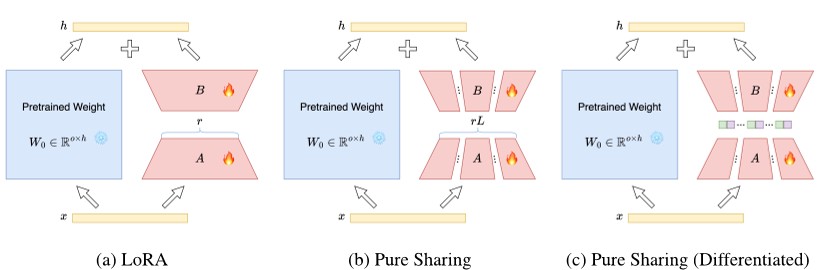 h
Pretrained Weight
W₀ ∈ ℝ^{o×h}
B
r
A
x
(a) LoRA
h
Pretrained Weight
W₀ ∈ ℝ^{o×h}
B
rL
A
x
(b) Pure Sharing
h
Pretrained Weight
W₀ ∈ ℝ^{o×h}
B
A
x
(c) Pure Sharing (Differentiated)